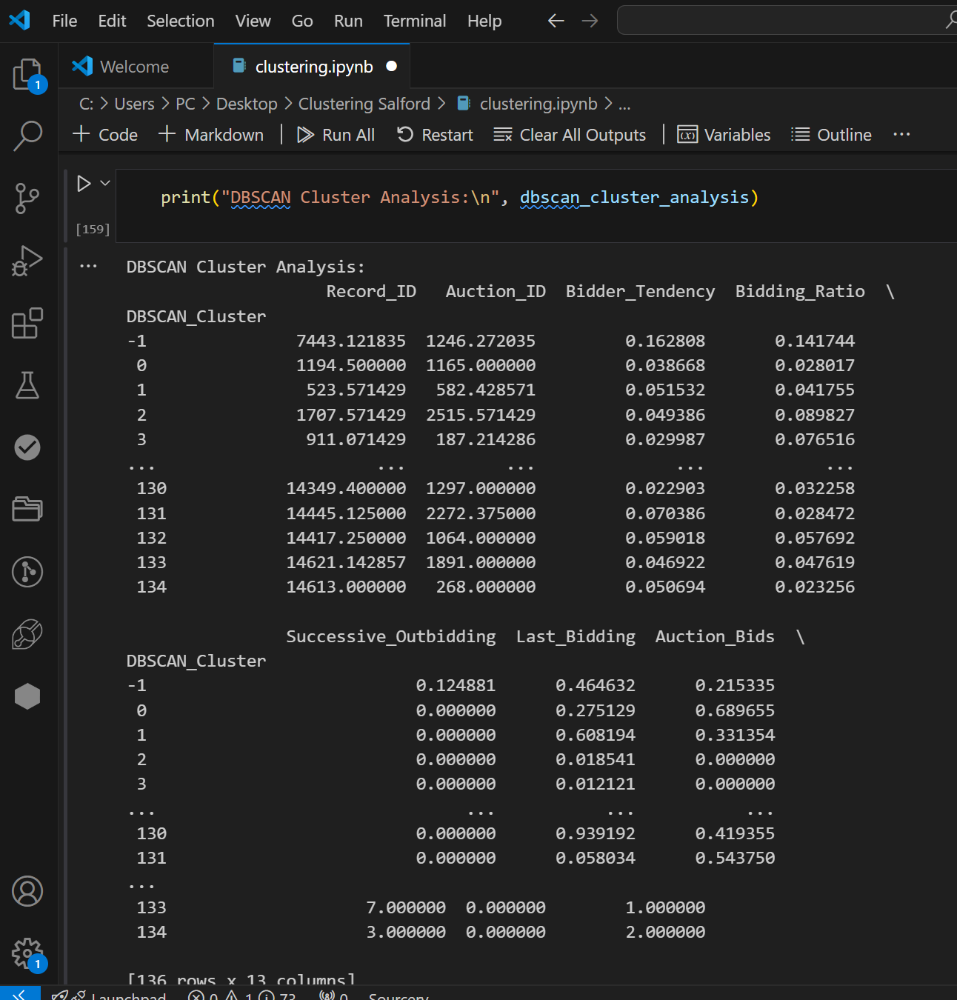 File Edit Selection View Go Run Terminal Help
Welcome clustering.ipynb
1
C: > Users > PC > Desktop > Clustering Salford > clustering.ipynb > ...
+ Code + Markdown | Run All Restart Clear All Outputs | Variables Outline ...
print("DBSCAN Cluster Analysis:\n", dbscan_cluster_analysis)
[159]
... DBSCAN Cluster Analysis:
Record_ID Auction_ID Bidder_Tendency Bidding_Ratio \
DBSCAN_Cluster
-1 7443.121835 1246.272035 0.162808 0.141744
0 1194.500000 1165.000000 0.038668 0.028017
1 523.571429 582.428571 0.051532 0.041755
2 1707.571429 2515.571429 0.049386 0.089827
3 911.071429 187.214286 0.029987 0.076516
... ... ... ... ...
130 14349.400000 1297.000000 0.022903 0.032258
131 14445.125000 2272.375000 0.070386 0.028472
132 14417.250000 1064.000000 0.059018 0.057692
133 14621.142857 1891.000000 0.046922 0.047619
134 14613.000000 268.000000 0.050694 0.023256
Successive_Outbidding Last_Bidding Auction_Bids \
DBSCAN_Cluster
-1 0.124881 0.464632 0.215335
0 0.000000 0.275129 0.689655
1 0.000000 0.608194 0.331354
2 0.000000 0.018541 0.000000
3 0.000000 0.012121 0.000000
... ... ... ...
130 0.000000 0.939192 0.419355
131 0.000000 0.058034 0.543750
...
133 7.000000 0.000000 1.000000
134 3.000000 0.000000 2.000000
1
[136 rows x 13 columns]
Launchpad 0 1 73 0 Sourcery